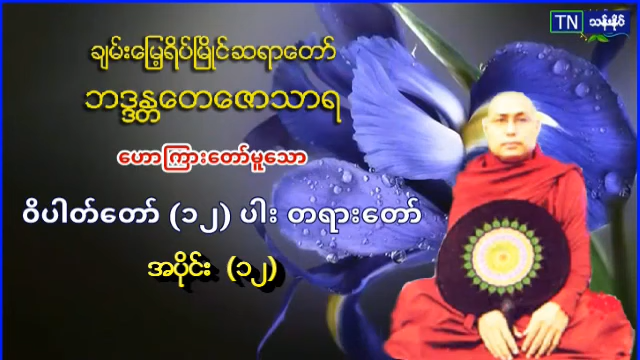 TN သန်းနိုင်
ချမ်းမြေ့ရိပ်မြိုင်ဆရာတော်
ဘဒ္ဒန္တတေဇောသာရ
ဟောကြားတော်မူသော
ဝိပါတ်တော် (၁၂) ပါး တရားတော်
အပိုင်း (၁၂)